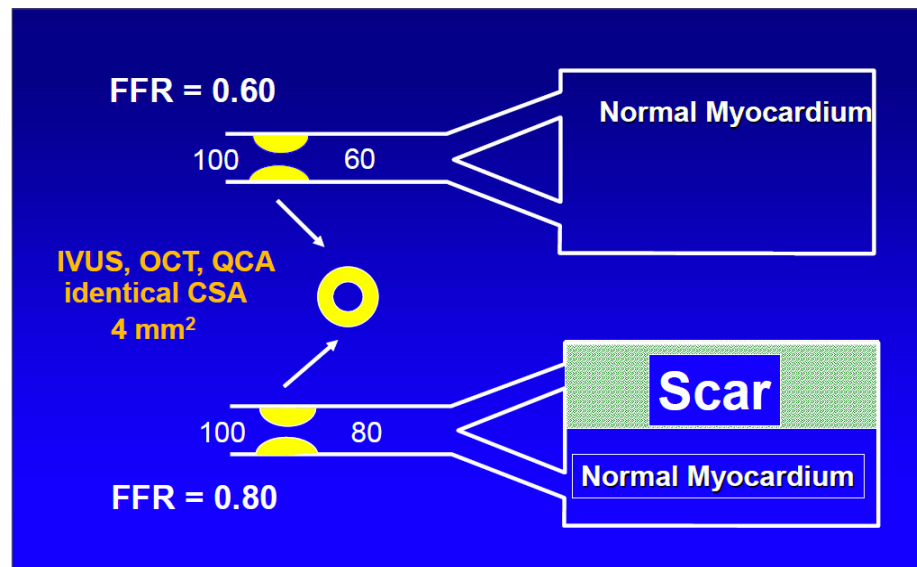 FFR = 0.60
Normal Myocardium
100
60
IVUS, OCT, QCA
identical CSA
4 mm²
Scar
100
80
Normal Myocardium
FFR = 0.80